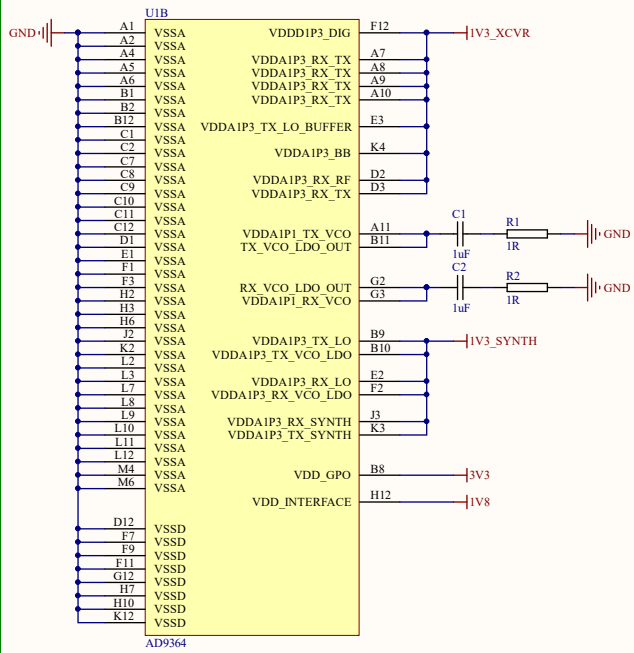 U1B
GND
A1 VSSA VDDD1P3_DIG F12 1V3_XCVR
A2 VSSA
A4 VSSA VDDA1P3_RX_TX A7
A5 VSSA VDDA1P3_RX_TX A8
A6 VSSA VDDA1P3_RX_TX A9
B1 VSSA VDDA1P3_RX_TX A10
B2 VSSA
B12 VSSA VDDA1P3_TX_LO_BUFFER E3
C1 VSSA
C2 VSSA VDDA1P3_BB K4
C7 VSSA
C8 VSSA VDDA1P3_RX_RF D2
C9 VSSA VDDA1P3_RX_TX D3
C10 VSSA
C11 VSSA C1 R1
C12 VSSA VDDA1P1_TX_VCO A11 GND
D1 VSSA TX_VCO_LDO_OUT B11 1uF 1R
E1 VSSA
F1 VSSA C2 R2
F3 VSSA RX_VCO_LDO_OUT G2 GND
H2 VSSA VDDA1P1_RX_VCO G3 1uF 1R
H3 VSSA
H6 VSSA
J2 VSSA VDDA1P3_TX_LO B9 1V3_SYNTH
K2 VSSA VDDA1P3_TX_VCO_LDO B10
L2 VSSA
L3 VSSA VDDA1P3_RX_LO E2
L7 VSSA VDDA1P3_RX_VCO_LDO F2
L8 VSSA
L9 VSSA VDDA1P3_RX_SYNTH J3
L10 VSSA VDDA1P3_TX_SYNTH K3
L11 VSSA
L12 VSSA
M4 VSSA VDD_GPO B8 3V3
M6 VSSA
VDD_INTERFACE H12 1V8
D12 VSSD
F7 VSSD
F9 VSSD
F11 VSSD
G12 VSSD
H7 VSSD
H10 VSSD
K12 VSSD
AD9364